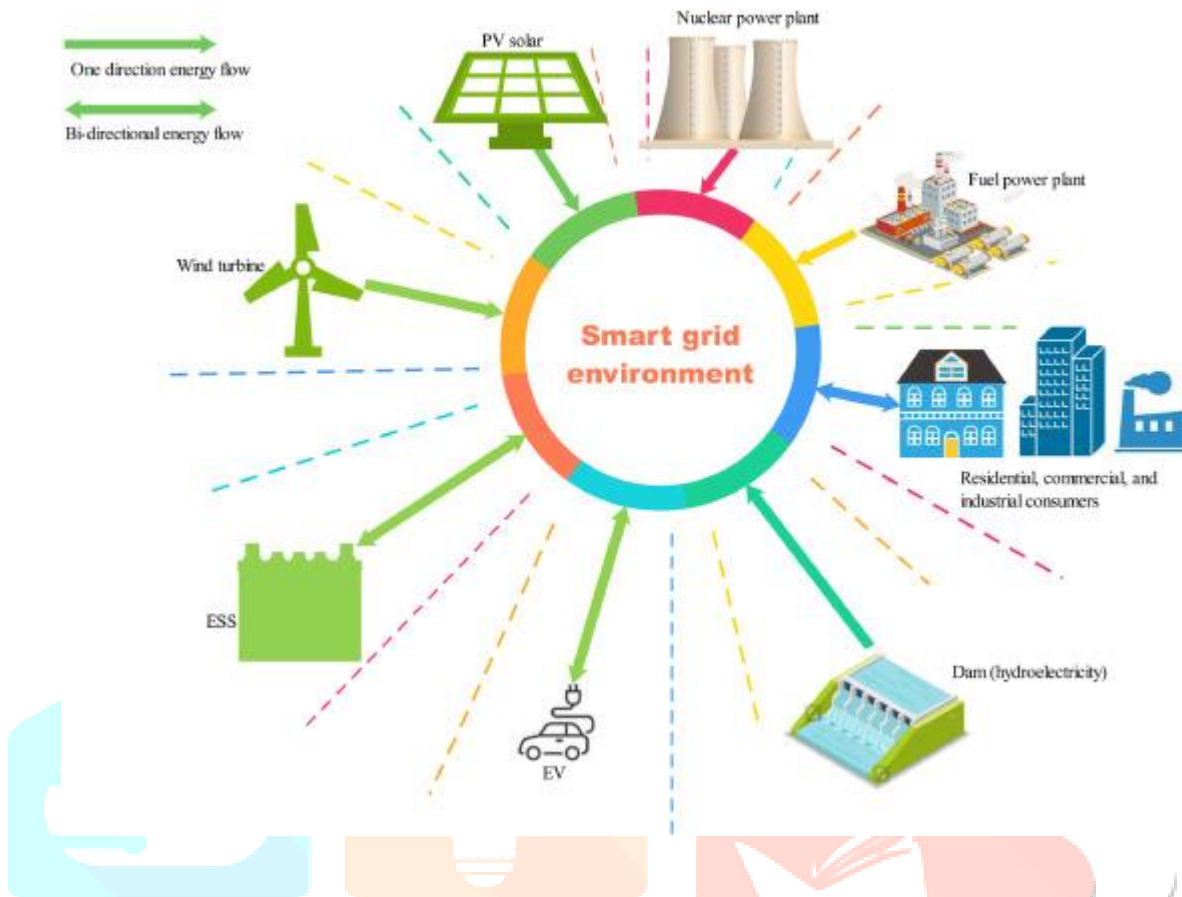 Nuclear power plant
PV solar
One direction energy flow
Bi-directional energy flow
Fuel power plant
Wind turbine
Smart grid
environment
Residential, commercial, and
industrial consumers
ESS
Dam (hydroelectricity)
EV